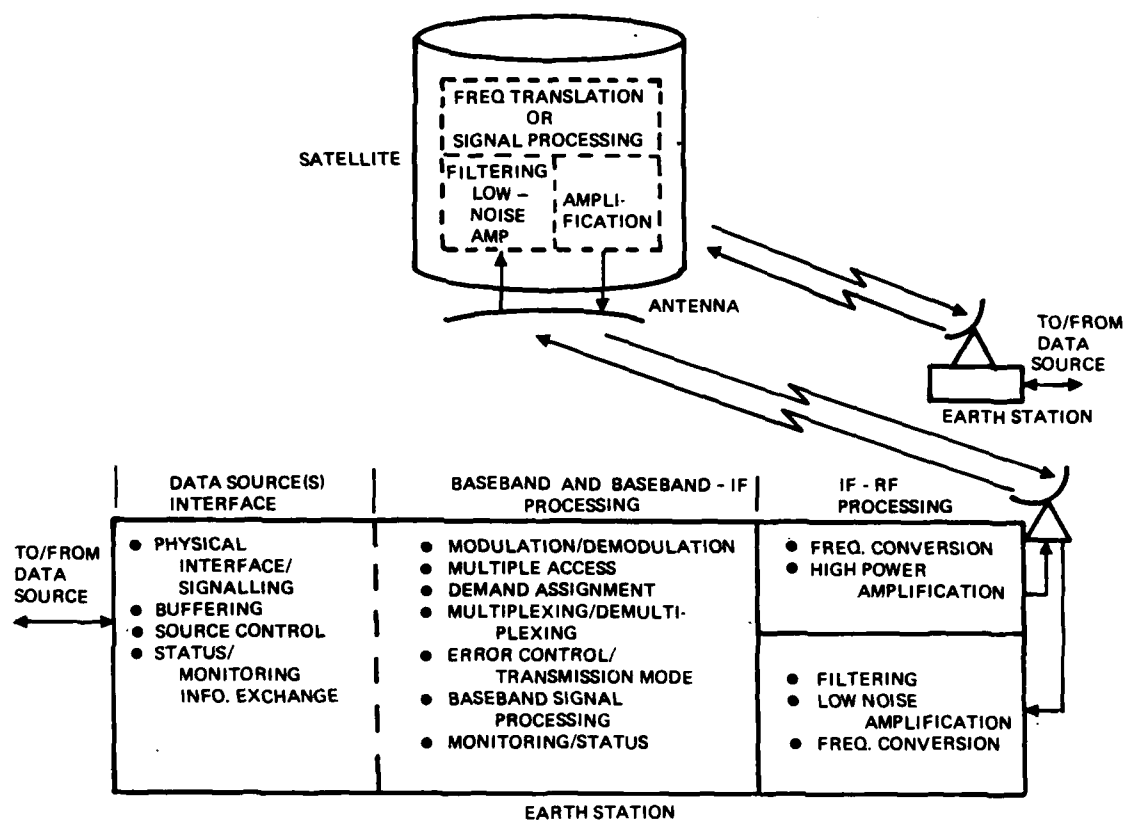 FREQ TRANSLATION
OR
SIGNAL PROCESSING
SATELLITE
FILTERING
LOW –
NOISE
AMP
AMPLI-
FICATION
ANTENNA
TO/FROM
DATA
SOURCE
EARTH STATION
DATA SOURCE(S)
INTERFACE
BASEBAND AND BASEBAND - IF
PROCESSING
IF - RF
PROCESSING
TO/FROM
DATA
SOURCE
● PHYSICAL
INTERFACE/
SIGNALLING
● BUFFERING
● SOURCE CONTROL
● STATUS/
MONITORING
INFO. EXCHANGE
● MODULATION/DEMODULATION
● MULTIPLE ACCESS
● DEMAND ASSIGNMENT
● MULTIPLEXING/DEMULTI-
PLEXING
● ERROR CONTROL/
TRANSMISSION MODE
● BASEBAND SIGNAL
PROCESSING
● MONITORING/STATUS
● FREQ. CONVERSION
● HIGH POWER
AMPLIFICATION
● FILTERING
● LOW NOISE
AMPLIFICATION
● FREQ. CONVERSION
EARTH STATION